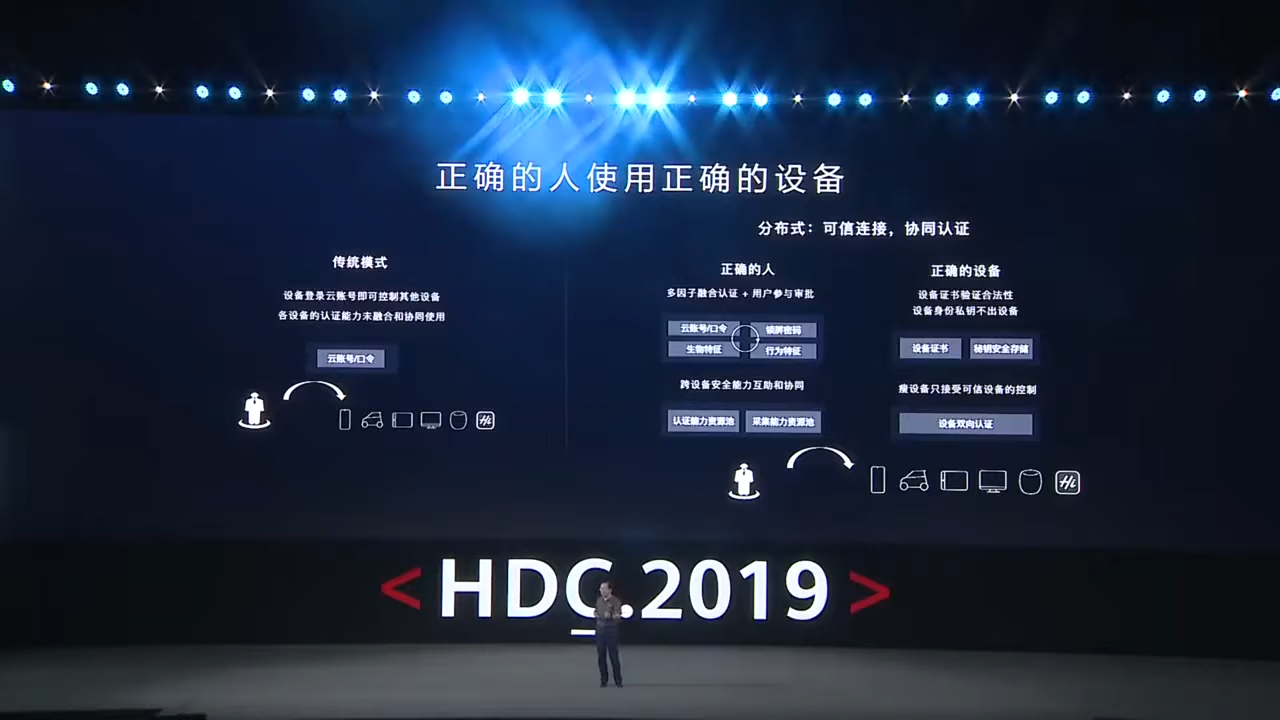 正确的人使用正确的设备
传统模式
设备登录云账号即可控制其他设备
各设备的认证能力未融合和协同使用
云账号/口令
Hi
分布式：可信连接，协同认证
正确的人
多因子融合认证 + 用户参与审批
云账号/口令
锁屏密码
生物特征
行为特征
跨设备安全能力互助和协同
认证能力资源池
采集能力资源池
正确的设备
设备证书验证合法性
设备身份私钥不出设备
设备证书
秘钥安全存储
瘦设备只接受可信设备的控制
设备双向认证
Hi
<HDC.2019>